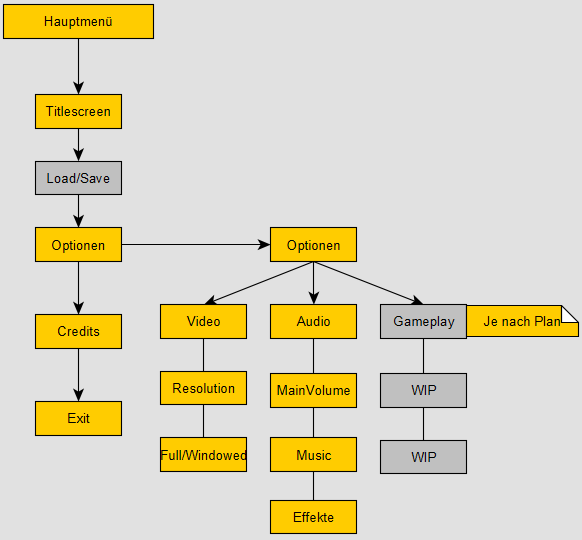 Hauptmenü
Titlescreen
Load/Save
Optionen
Optionen
Credits
Exit
Video
Audio
Gameplay
Je nach Plan
Resolution
MainVolume
WIP
Full/Windowed
Music
WIP
Effekte